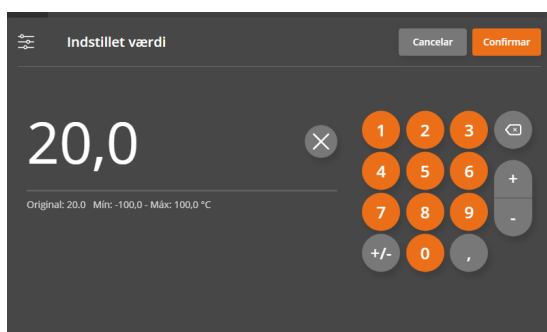 Indstillet værdi
Cancelar
Confirmar
20,0
Original: 20.0 Mín: -100,0 - Máx: 100,0 °C
1 2 3
4 5 6
+
7 8 9
-
+/- 0 ,